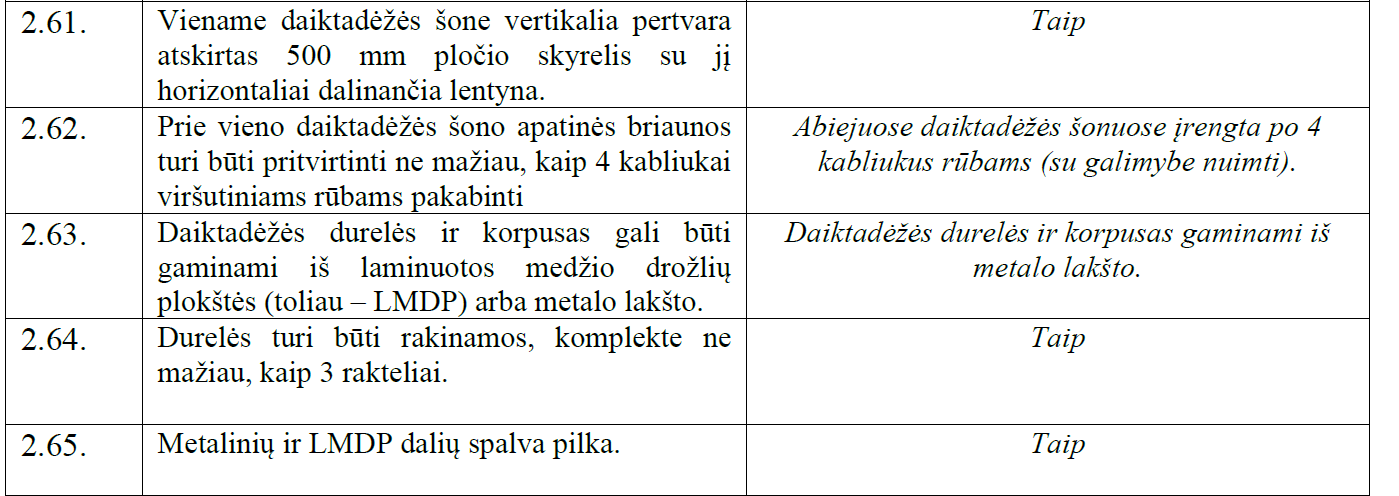 2.61.
Viename daiktadėžės šone vertikalia pertvara
atskirtas 500 mm pločio skyrelis su jį
horizontaliai dalinančia lentyna.
Taip
2.62.
Prie vieno daiktadėžės šono apatinės briaunos
turi būti pritvirtinti ne mažiau, kaip 4 kabliukai
viršutiniams rūbams pakabinti
Abiejuose daiktadėžės šonuose įrengta po 4
kabliukus rūbams (su galimybe nuimti).
2.63.
Daiktadėžės durelės ir korpusas gali būti
gaminami iš laminuotos medžio drožlių
plokštės (toliau – LMDP) arba metalo lakšto.
Daiktadėžės durelės ir korpusas gaminami iš
metalo lakšto.
2.64.
Durelės turi būti rakinamos, komplekte ne
mažiau, kaip 3 rakteliai.
Taip
2.65.
Metalinių ir LMDP dalių spalva pilka.
Taip